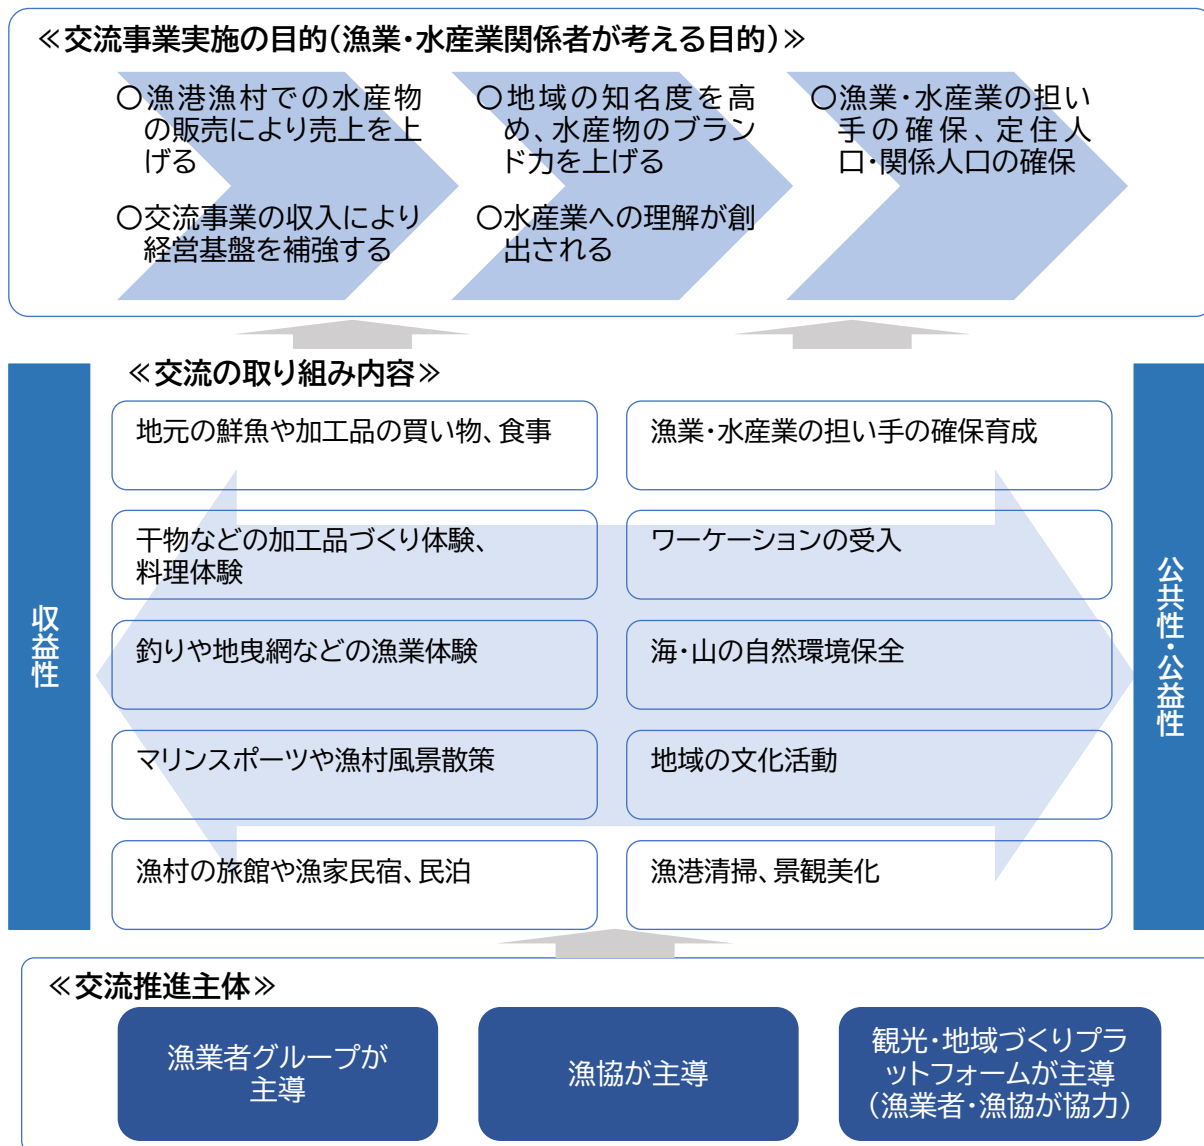 ≪交流事業実施の目的(漁業・水産業関係者が考える目的)≫
〇漁港漁村での水産物
の販売により売上を上
げる
〇交流事業の収入により
経営基盤を補強する
〇地域の知名度を高
め、水産物のブラン
ド力を上げる
〇水産業への理解が創
出される
〇漁業・水産業の担い
手の確保、定住人
口・関係人口の確保
≪交流の取り組み内容≫
収益性
地元の鮮魚や加工品の買い物、食事
干物などの加工品づくり体験、
料理体験
釣りや地曳網などの漁業体験
マリンスポーツや漁村風景散策
漁村の旅館や漁家民宿、民泊
漁業・水産業の担い手の確保育成
ワーケーションの受入
海・山の自然環境保全
地域の文化活動
漁港清掃、景観美化
公共性・公益性
≪交流推進主体≫
漁業者グループが
主導
漁協が主導
観光・地域づくりプラ
ットフォームが主導
(漁業者・漁協が協力)